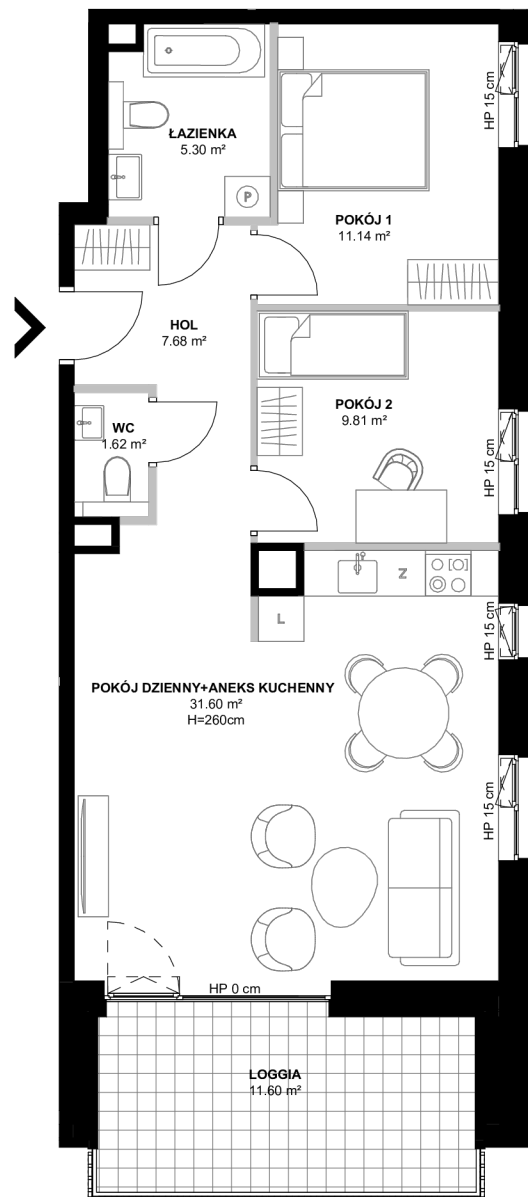 HP 15 cm
ŁAZIENKA
5.30 m²
P
POKÓJ 1
11.14 m²
HOL
7.68 m²
POKÓJ 2
9.81 m²
WC
1.62 m²
HP 15 cm
Z
L
HP 15 cm
POKÓJ DZIENNY+ANEKS KUCHENNY
31.60 m²
H=260cm
HP 15 cm
HP 0 cm
LOGGIA
11.60 m²